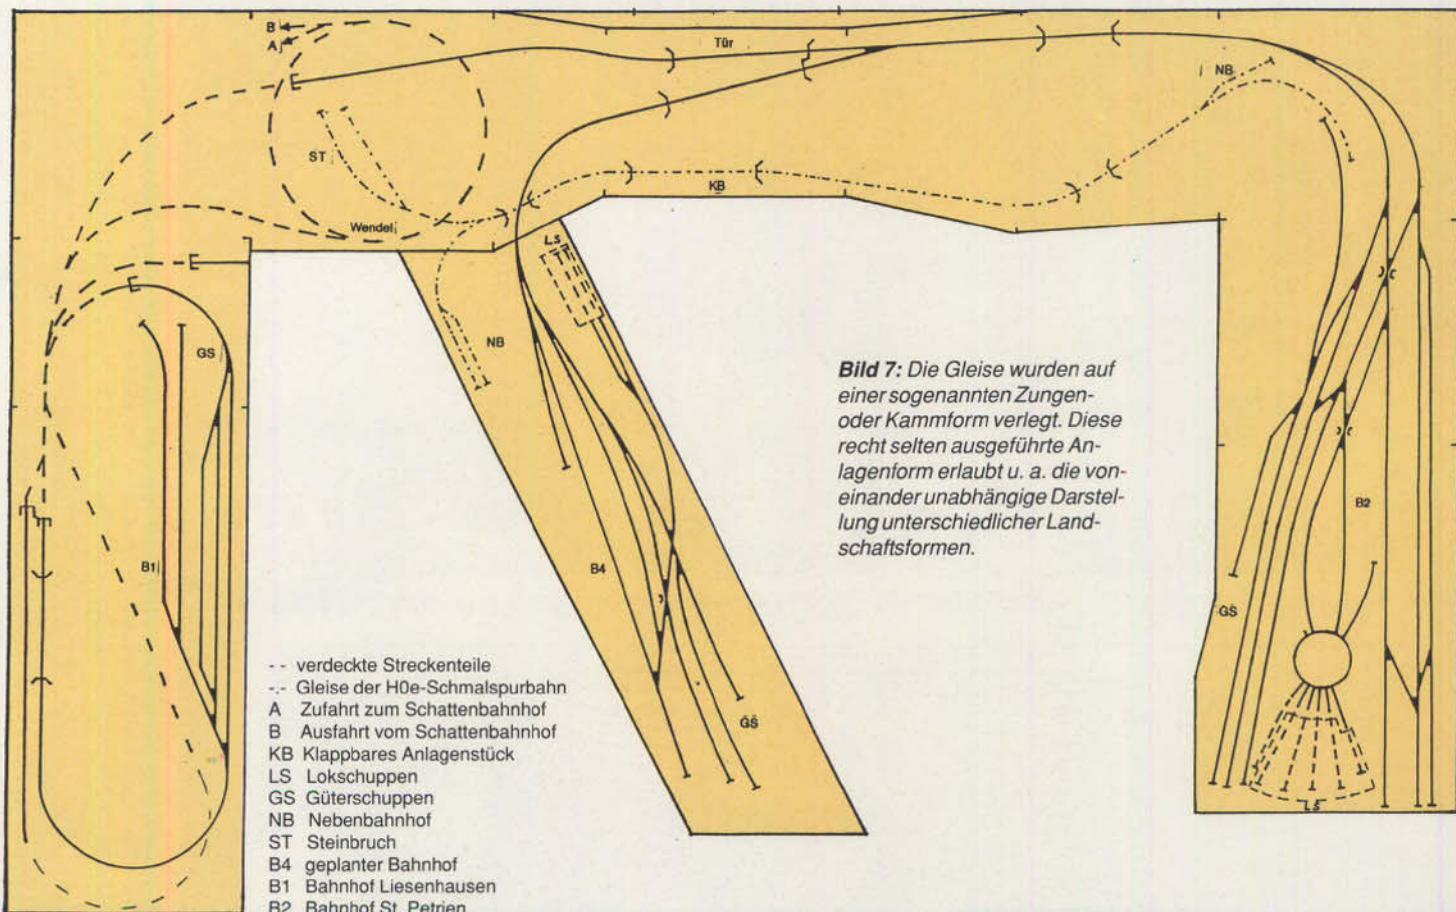 B
A
Tür
NB
ST
KB
Wendel
LS
NB
GS
Bild 7: Die Gleise wurden auf
einer sogenannten Zungen-
oder Kammform verlegt. Diese
recht selten ausgeführte An-
lagenform erlaubt u. a. die von-
einander unabhängige Darstel-
lung unterschiedlicher Land-
schaftsformen.
B2
B1
B4
GS
GS
LS
-- verdeckte Streckenteile
-.- Gleise der H0e-Schmalspurbahn
A Zufahrt zum Schattenbahnhof
B Ausfahrt vom Schattenbahnhof
KB Klappbares Anlagenstück
LS Lokschuppen
GS Güterschuppen
NB Nebenbahnhof
ST Steinbruch
B4 geplanter Bahnhof
B1 Bahnhof Liesenhausen
B2 Bahnhof St. Petrien